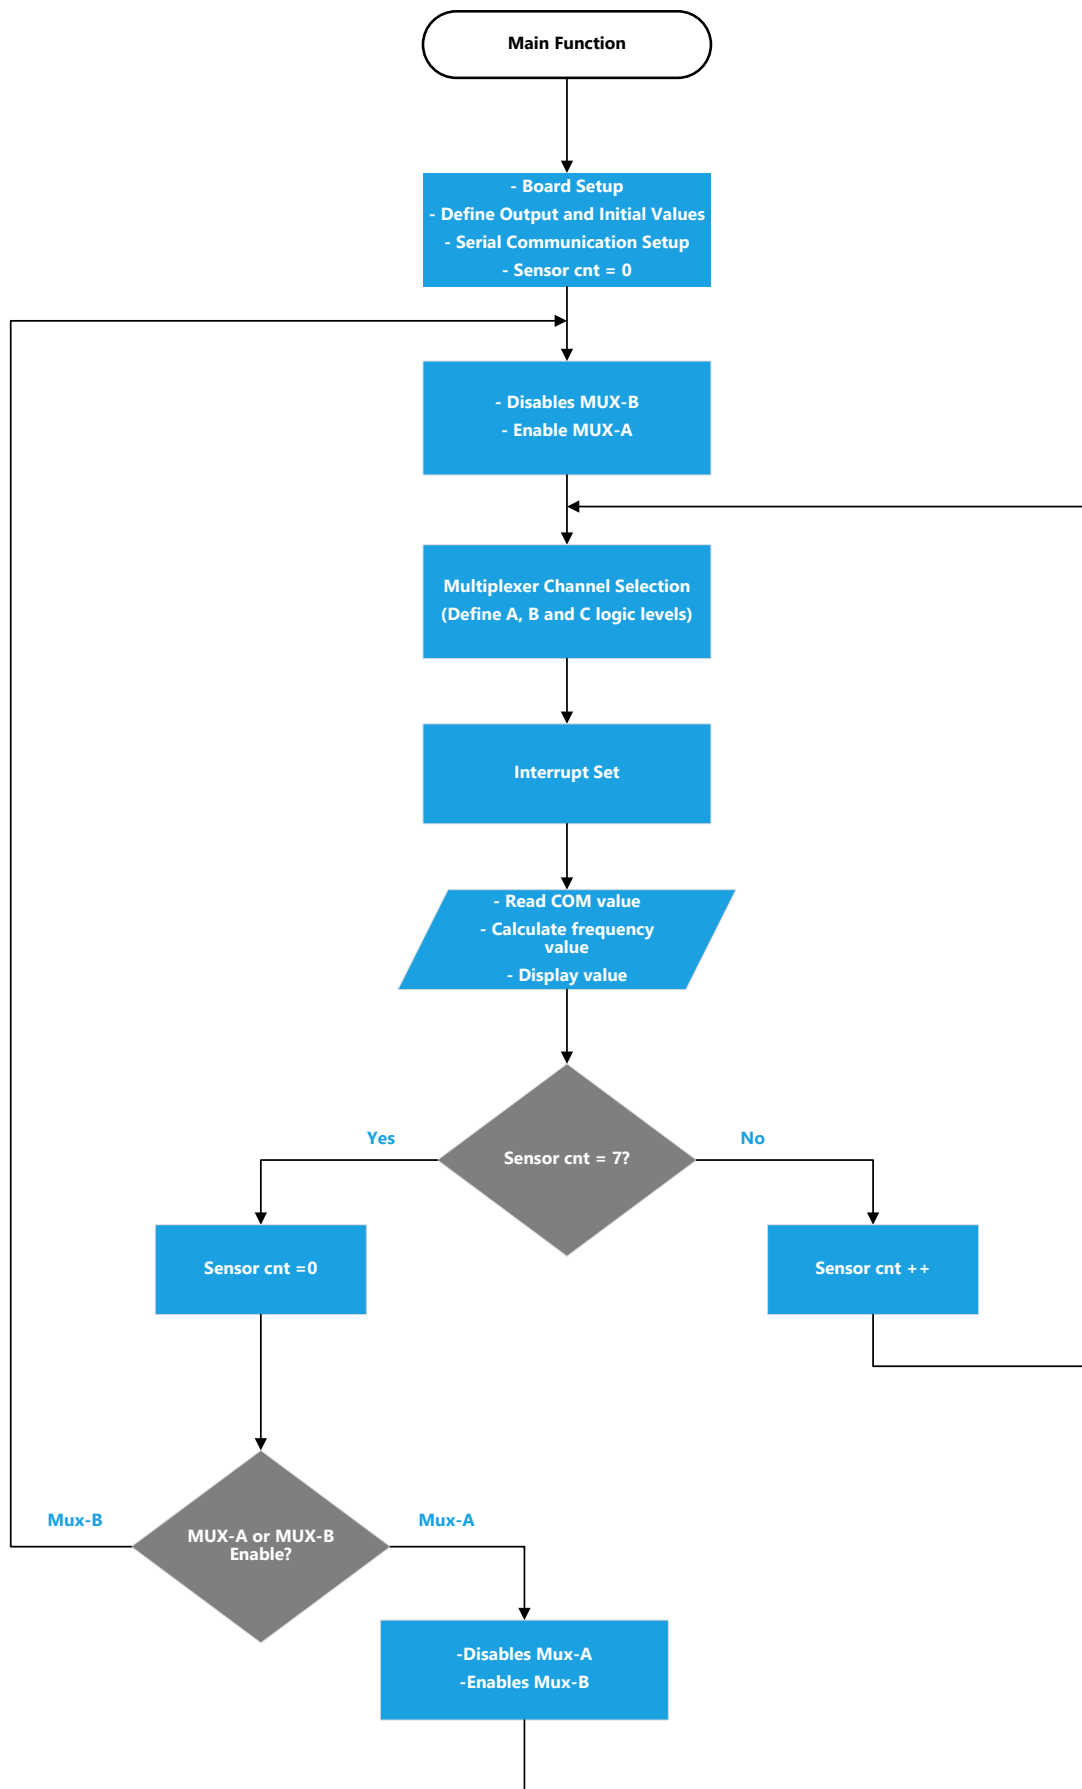 Main Function
- Board Setup
- Define Output and Initial Values
- Serial Communication Setup
- Sensor cnt = 0
- Disables MUX-B
- Enable MUX-A
Multiplexer Channel Selection
(Define A, B and C logic levels)
Interrupt Set
- Read COM value
- Calculate frequency
value
- Display value
Yes
Sensor cnt = 7?
No
Sensor cnt =0
Sensor cnt ++
Mux-B
MUX-A or MUX-B
Enable?
Mux-A
-Disables Mux-A
-Enables Mux-B